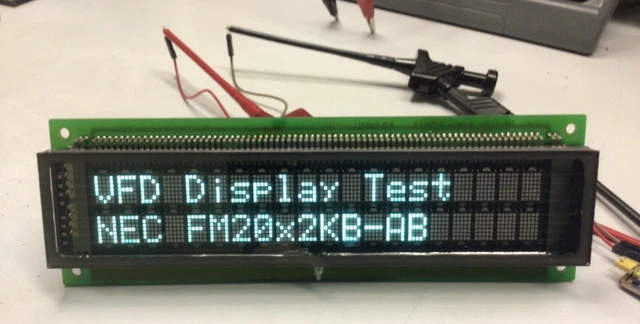 VFD Display Test
NEC FM20x2KB-AB